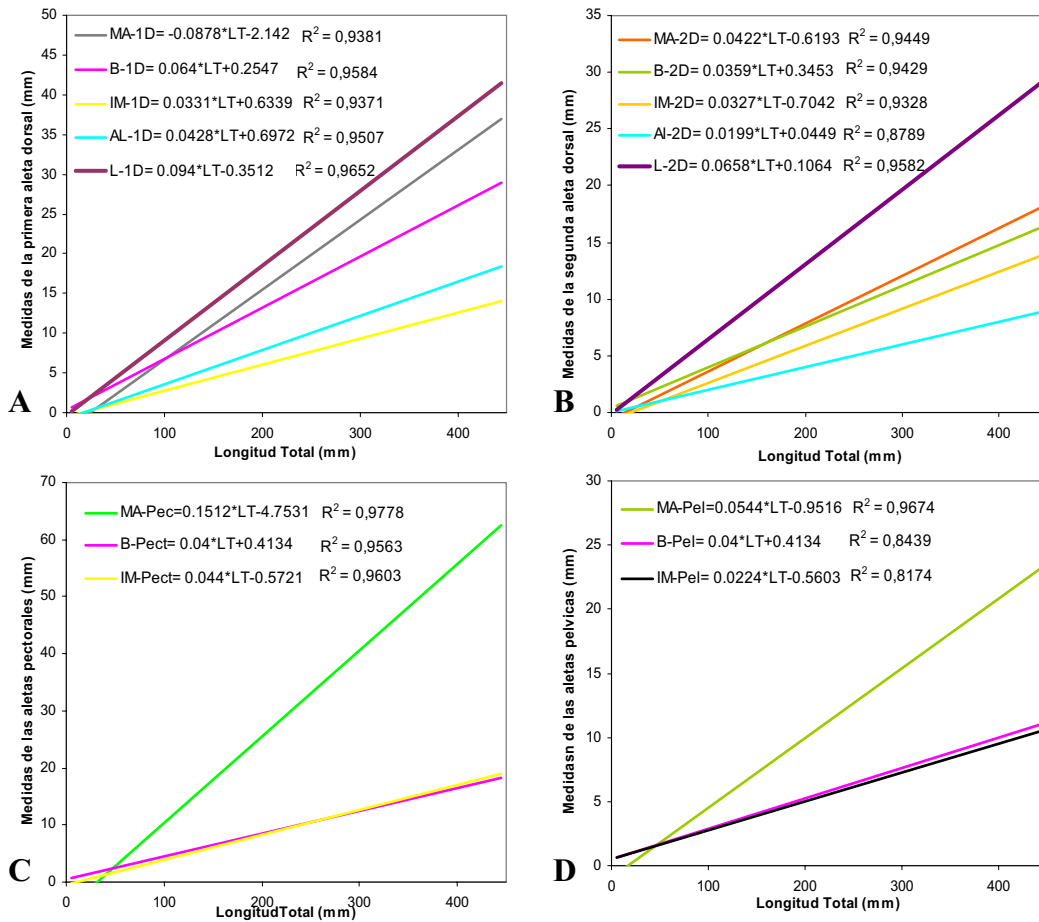 50
45
40
35
30
25
20
15
10
5
0
Medidas de la primera aleta dorsal (mm)
MA-1D= -0.0878*LT-2.142 R² = 0,9381
B-1D= 0.064*LT+0.2547 R² = 0,9584
IM-1D= 0.0331*LT+0.6339 R² = 0,9371
AL-1D= 0.0428*LT+0.6972 R² = 0,9507
L-1D= 0.094*LT-0.3512 R² = 0,9652
A
0 100 200 300 400
Longitud Total (mm)
35
30
25
20
15
10
5
0
Medidas de la segunda aleta dorsal (mm)
MA-2D= 0.0422*LT-0.6193 R² = 0,9449
B-2D= 0.0359*LT+0.3453 R² = 0,9429
IM-2D= 0.0327*LT-0.7042 R² = 0,9328
Al-2D= 0.0199*LT+0.0449 R² = 0,8789
L-2D= 0.0658*LT+0.1064 R² = 0,9582
B
0 100 200 300 400
Longitud Total (mm)
70
60
50
40
30
20
10
0
Medidas de las aletas pectorales (mm)
MA-Pec=0.1512*LT-4.7531 R² = 0,9778
B-Pect= 0.04*LT+0.4134 R² = 0,9563
IM-Pect= 0.044*LT-0.5721 R² = 0,9603
C
0 100 200 300 400
LongitudTotal (mm)
30
25
20
15
10
5
0
Medidasn de las aletas pelvicas (mm)
MA-Pel=0.0544*LT-0.9516 R² = 0,9674
B-Pel= 0.04*LT+0.4134 R² = 0,8439
IM-Pel= 0.0224*LT-0.5603 R² = 0,8174
D
0 100 200 300 400
Longitud Total (mm)